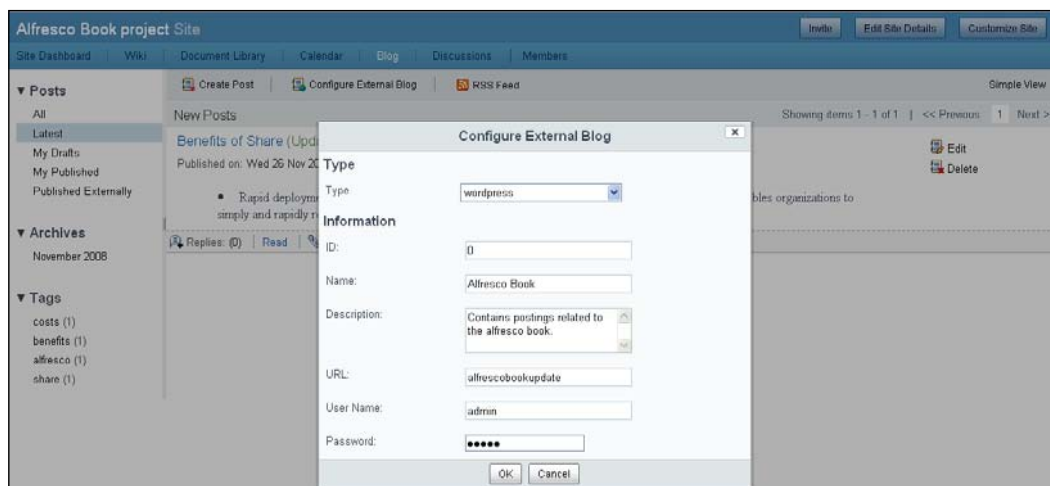 Alfresco Book project Site
Invite Edit Site Details Customize Site
Site Dashboard Wiki Document Library Calendar Blog Discussions Members
Posts
All
Latest
My Drafts
My Published
Published Externally
Archives
November 2008
Tags
costs (1)
benefits (1)
alfresco (1)
share (1)
Create Post Configure External Blog RSS Feed Simple View
New Posts Showing items 1 - 1 of 1 | << Previous 1 Next >
Benefits of Share (Upd
Published on: Wed 26 Nov 20
Edit
Delete
Rapid deploym
bles organizations to
simply and rapidly r
Replies: (0) Read
Configure External Blog
x
Type
Type wordpress
Information
ID: 0
Name: Alfresco Book
Description: Contains postings related to
the alfresco book.
URL: alfrescobookupdate
User Name: admin
Password: •••••
OK Cancel